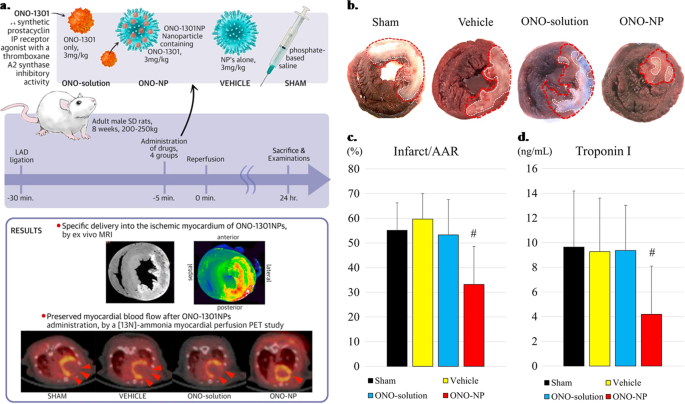 a.
ONO-1301
A synthetic
prostacyclin
IP receptor
agonist with a
thromboxane
A2 synthase
inhibitory
activity
ONO-1301
only,
3mg/kg
ONO-solution
ONO-1301NP
Nanoparticle
containing
ONO-1301,
3mg/kg
ONO-NP
NP's alone,
3mg/kg
VEHICLE
phosphate-
based
saline
SHAM
Adult male SD rats,
8 weeks, 200-250kg
LAD
ligation
-30 min.
Administration
of drugs,
4 groups
-5 min.
Reperfusion
0 min.
Sacrifice &
Examinations
24 hr.
RESULTS
Specific delivery into the ischemic myocardium of ONO-1301NPs,
by ex vivo MRI
anterior
septal
lateral
posterior
Preserved myocardial blood flow after ONO-1301NPs
administration, by a [13N]-ammonia myocardial perfusion PET study
SHAM
VEHICLE
ONO-solution
ONO-NP
b.
Sham
Vehicle
ONO-solution
ONO-NP
c.
(%)
Infarct/AAR
80
70
60
50
40
30
20
10
0
#
Sham
Vehicle
ONO-solution
ONO-NP
d.
(ng/mL)
Troponin I
16
14
12
10
8
6
4
2
0
#
Sham
Vehicle
ONO-solution
ONO-NP